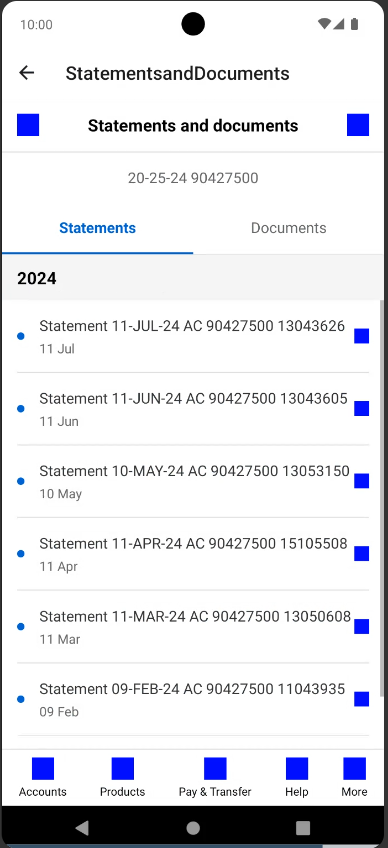 10:00
StatementsandDocuments
Statements and documents
20-25-24 90427500
Statements Documents
2024
Statement 11-JUL-24 AC 90427500 13043626
11 Jul
Statement 11-JUN-24 AC 90427500 13043605
11 Jun
Statement 10-MAY-24 AC 90427500 13053150
10 May
Statement 11-APR-24 AC 90427500 15105508
11 Apr
Statement 11-MAR-24 AC 90427500 13050608
11 Mar
Statement 09-FEB-24 AC 90427500 11043935
09 Feb
Accounts Products Pay & Transfer Help More